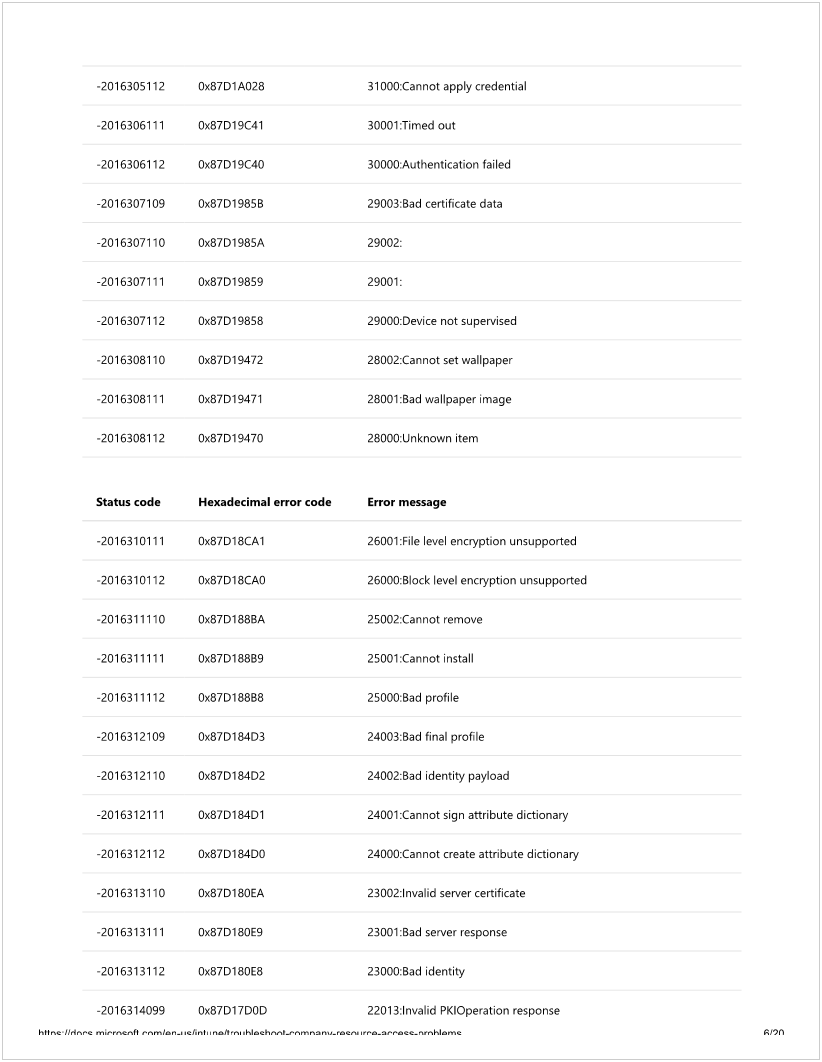 -2016305112 0x87D1A028 31000:Cannot apply credential
-2016306111 0x87D19C41 30001:Timed out
-2016306112 0x87D19C40 30000:Authentication failed
-2016307109 0x87D1985B 29003:Bad certificate data
-2016307110 0x87D1985A 29002:
-2016307111 0x87D19859 29001:
-2016307112 0x87D19858 29000:Device not supervised
-2016308110 0x87D19472 28002:Cannot set wallpaper
-2016308111 0x87D19471 28001:Bad wallpaper image
-2016308112 0x87D19470 28000:Unknown item
Status code Hexadecimal error code Error message
-2016310111 0x87D18CA1 26001:File level encryption unsupported
-2016310112 0x87D18CA0 26000:Block level encryption unsupported
-2016311110 0x87D188BA 25002:Cannot remove
-2016311111 0x87D188B9 25001:Cannot install
-2016311112 0x87D188B8 25000:Bad profile
-2016312109 0x87D184D3 24003:Bad final profile
-2016312110 0x87D184D2 24002:Bad identity payload
-2016312111 0x87D184D1 24001:Cannot sign attribute dictionary
-2016312112 0x87D184D0 24000:Cannot create attribute dictionary
-2016313110 0x87D180EA 23002:Invalid server certificate
-2016313111 0x87D180E9 23001:Bad server response
-2016313112 0x87D180E8 23000:Bad identity
-2016314099 0x87D17D0D 22013:Invalid PKIOperation response
https://docs.microsoft.com/en-us/intune/troubleshoot-company-resource-access-problems 6/20